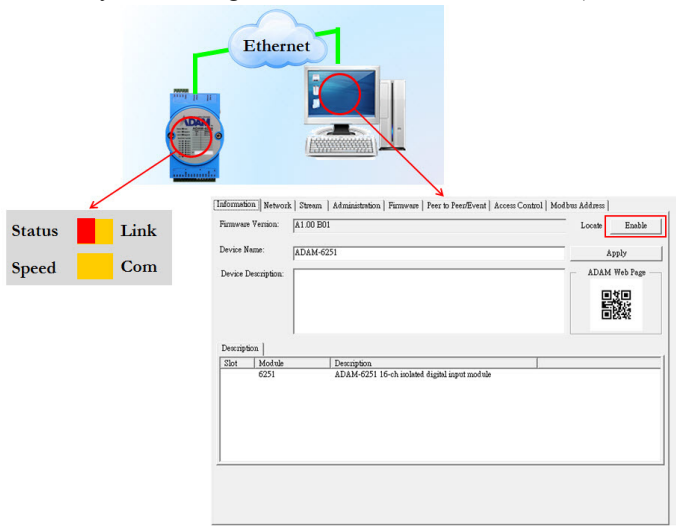 Ethernet
ADAM
Status Link
Speed Com
Information Network Stream Administration Firmware Peer to Peer/Event Access Control Modbus Address
Firmware Version: A1.00 B01 Locate Enable
Device Name: ADAM-6251 Apply
Device Description: ADAM Web Page
Description
Slot Module Description
6251 ADAM-6251 16-ch isolated digital input module